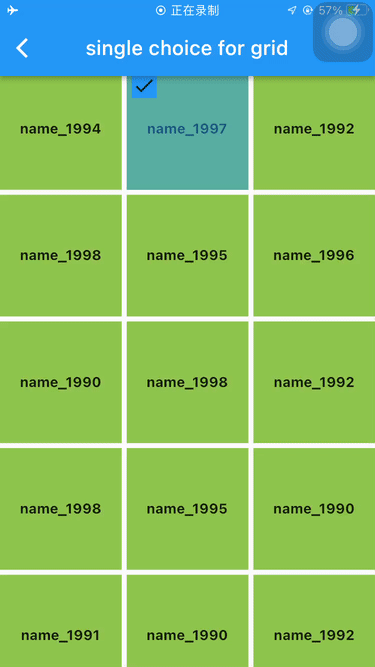 正在录制 57%
single choice for grid
name_1994 name_1997 name_1992
name_1998 name_1995 name_1996
name_1990 name_1998 name_1992
name_1998 name_1995 name_1990
name_1991 name_1990 name_1992